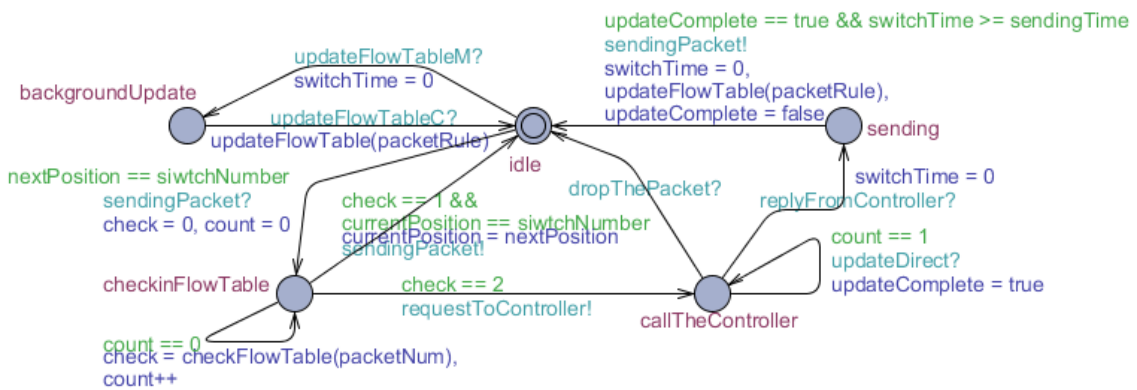 updateComplete == true && switchTime >= sendingTime
sendingPacket!
switchTime = 0,
updateFlowTable(packetRule),
updateComplete = false
updateFlowTableM?
switchTime = 0
backgroundUpdate
updateFlowTableC?
updateFlowTable(packetRule)
sending
idle
nextPosition == siwtchNumber
sendingPacket?
check = 0, count = 0
dropThePacket?
switchTime = 0
replyFromController?
check == 1 &&
currentPosition == siwtchNumber
currentPosition = nextPosition
sendingPacket!
count == 1
updateDirect?
updateComplete = true
checkinFlowTable
check == 2
requestToController!
callTheController
count == 0
check = checkFlowTable(packetNum),
count++